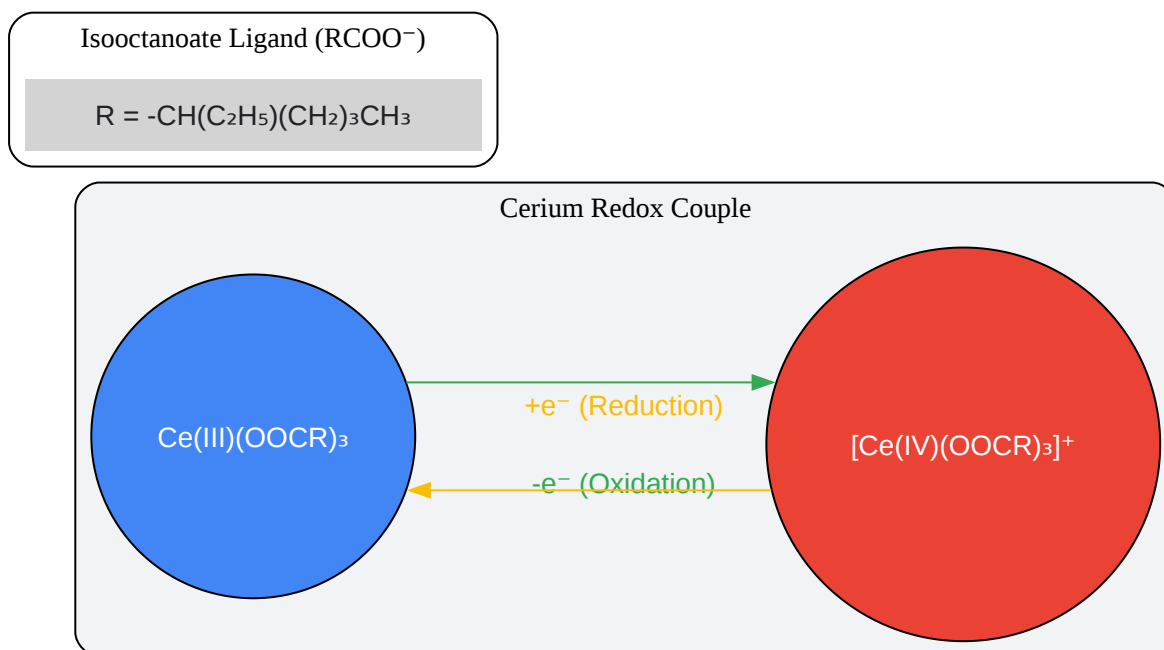 Isooctanoate Ligand (RCOO⁻)
R = -CH(C₂H₅)(CH₂)₃CH₃
Cerium Redox Couple
Ce(III)(OOCR)₃
+e⁻ (Reduction)
-e⁻ (Oxidation)
[Ce(IV)(OOCR)₃]⁺